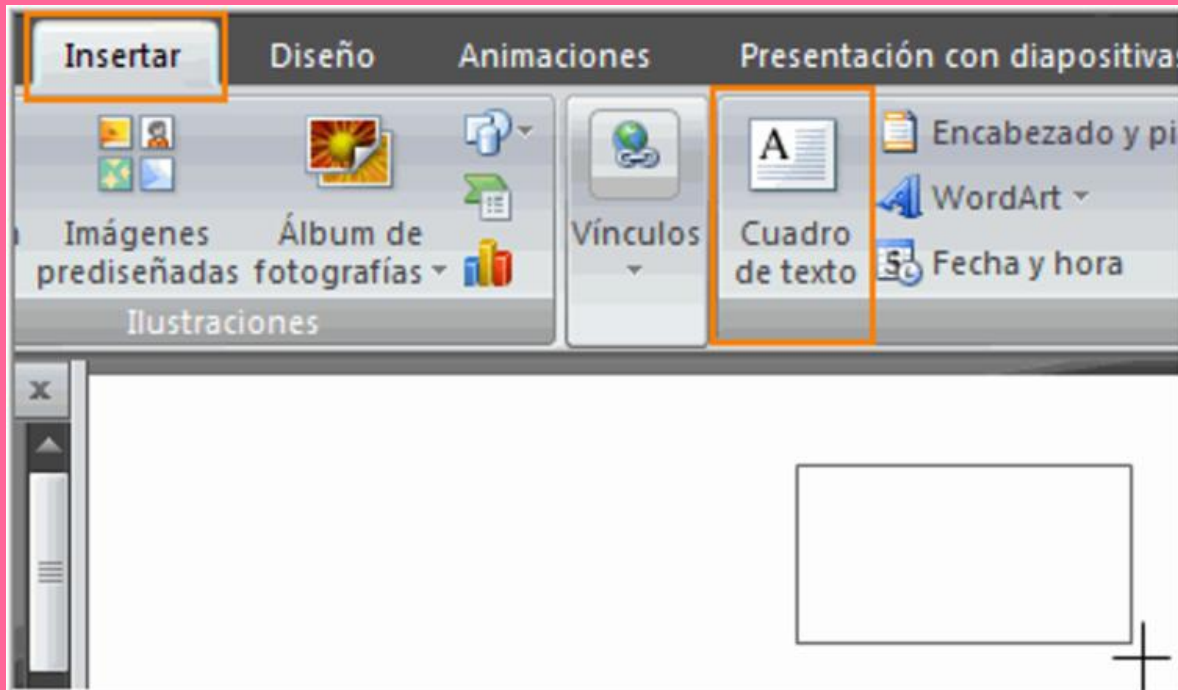 Insertar Diseño Animaciones Presentación con diapositivas
Imágenes prediseñadas
Álbum de fotografías
Ilustraciones
Vínculos
A
Cuadro de texto
Encabezado y
WordArt
Fecha y hora